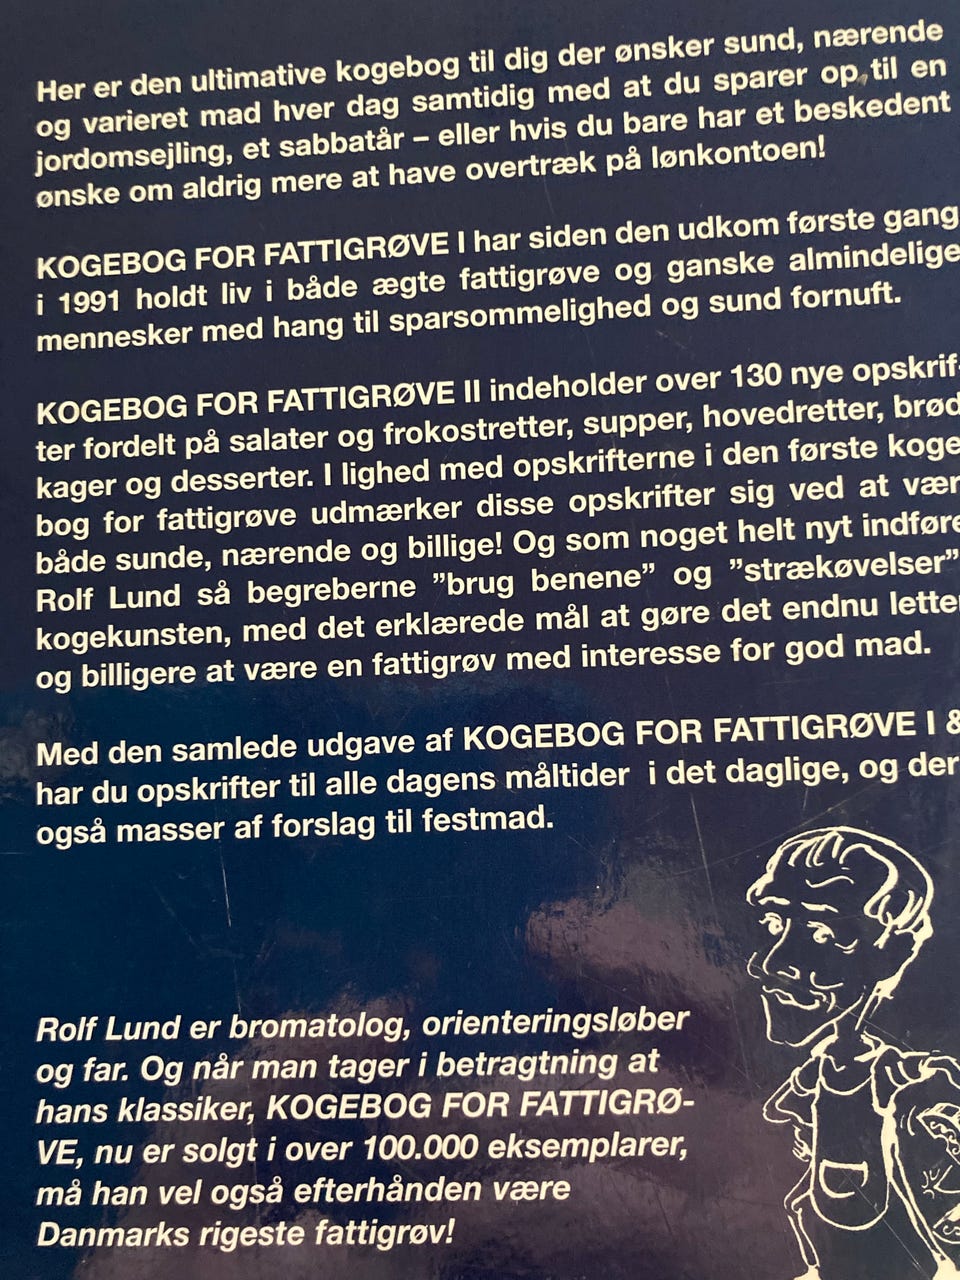 Her er den ultimative kogebog til dig der ønsker sund, nærende
og varieret mad hver dag samtidig med at du sparer op til en
jordomsejling, et sabbatår – eller hvis du bare har et beskedent
ønske om aldrig mere at have overtræk på lønkontoen!
KOGEBOG FOR FATTIGRØVE I har siden den udkom første gang
i 1991 holdt liv i både ægte fattigrøve og ganske almindelige
mennesker med hang til sparsommelighed og sund fornuft.
KOGEBOG FOR FATTIGRØVE II indeholder over 130 nye opskrif-
ter fordelt på salater og frokostretter, supper, hovedretter, brød
kager og desserter. I lighed med opskrifterne i den første koge
bog for fattigrøve udmærker disse opskrifter sig ved at vær
både sunde, nærende og billige! Og som noget helt nyt indføre
Rolf Lund så begreberne ”brug benene” og ”strækøvelser”
kogekunsten, med det erklærede mål at gøre det endnu letter
og billigere at være en fattigrøv med interesse for god mad.
Med den samlede udgave af KOGEBOG FOR FATTIGRØVE I &
har du opskrifter til alle dagens måltider i det daglige, og der
også masser af forslag til festmad.
Rolf Lund er bromatolog, orienteringsløber
og far. Og når man tager i betragtning at
hans klassiker, KOGEBOG FOR FATTIGRØ-
VE, nu er solgt i over 100.000 eksemplarer,
må han vel også efterhånden være
Danmarks rigeste fattigrøv!